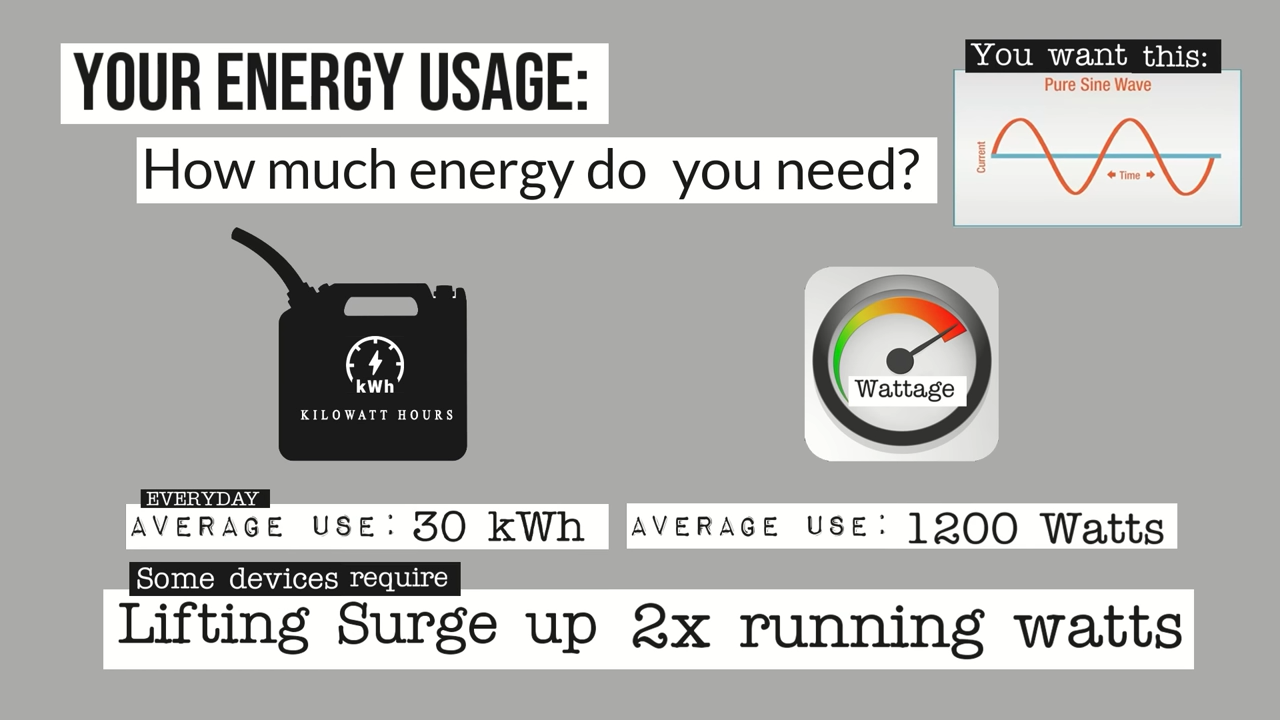 YOUR ENERGY USAGE:
You want this:
Pure Sine Wave
Current
Time
How much energy do you need?
kWh
KILOWATT HOURS
Wattage
EVERYDAY
AVERAGE USE: 30 kWh
AVERAGE USE: 1200 Watts
Some devices require
Lifting Surge up 2x running watts